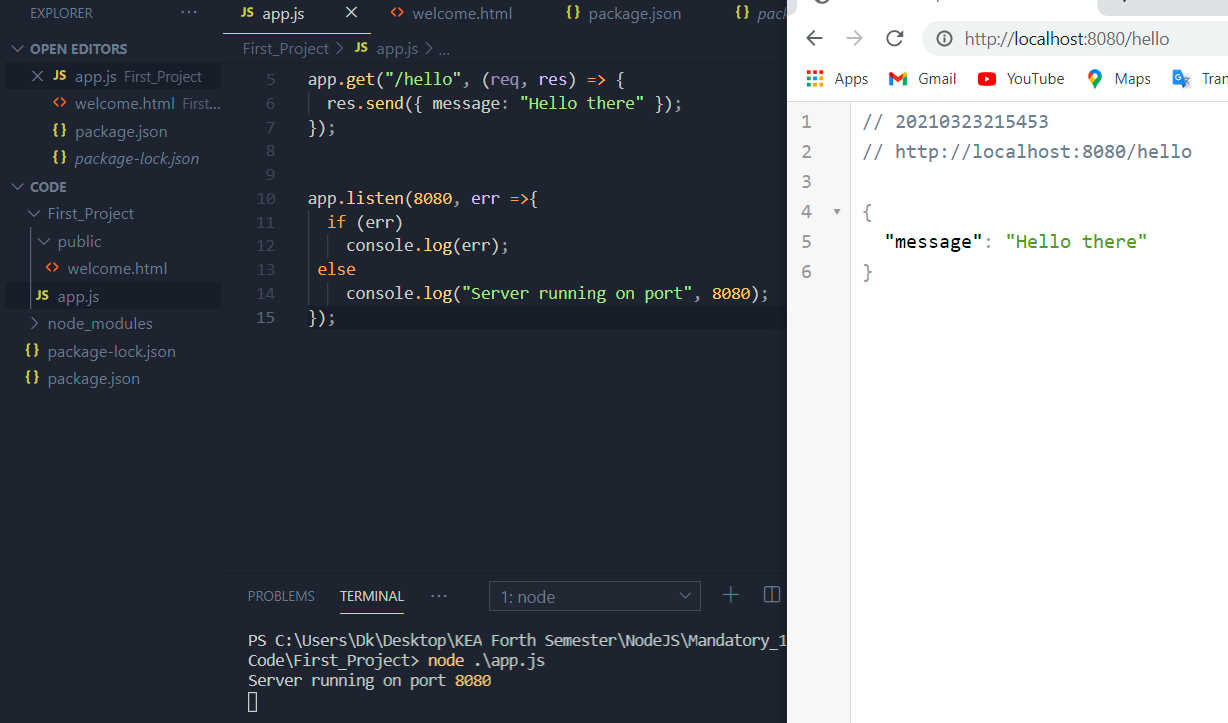 EXPLORER ...
OPEN EDITORS
JS app.js First_Project
<> welcome.html First...
{} package.json
{} package-lock.json
CODE
First_Project
public
<> welcome.html
JS app.js
node_modules
{} package-lock.json
{} package.json
JS app.js <> welcome.html {} package.json {}
First_Project > JS app.js > ...
5 app.get("/hello", (req, res) => {
6 res.send({ message: "Hello there" });
7 });
8
9
10 app.listen(8080, err =>{
11 if (err)
12 console.log(err);
13 else
14 console.log("Server running on port", 8080);
15 });
PROBLEMS TERMINAL ... 1: node
PS C:\Users\Dk\Desktop\KEA Forth Semester\NodeJS\Mandatory_1
Code\First_Project> node .\app.js
Server running on port 8080
http://localhost:8080/hello
Apps Gmail YouTube Maps
1 // 20210323215453
2 // http://localhost:8080/hello
3
4 {
5 "message": "Hello there"
6 }